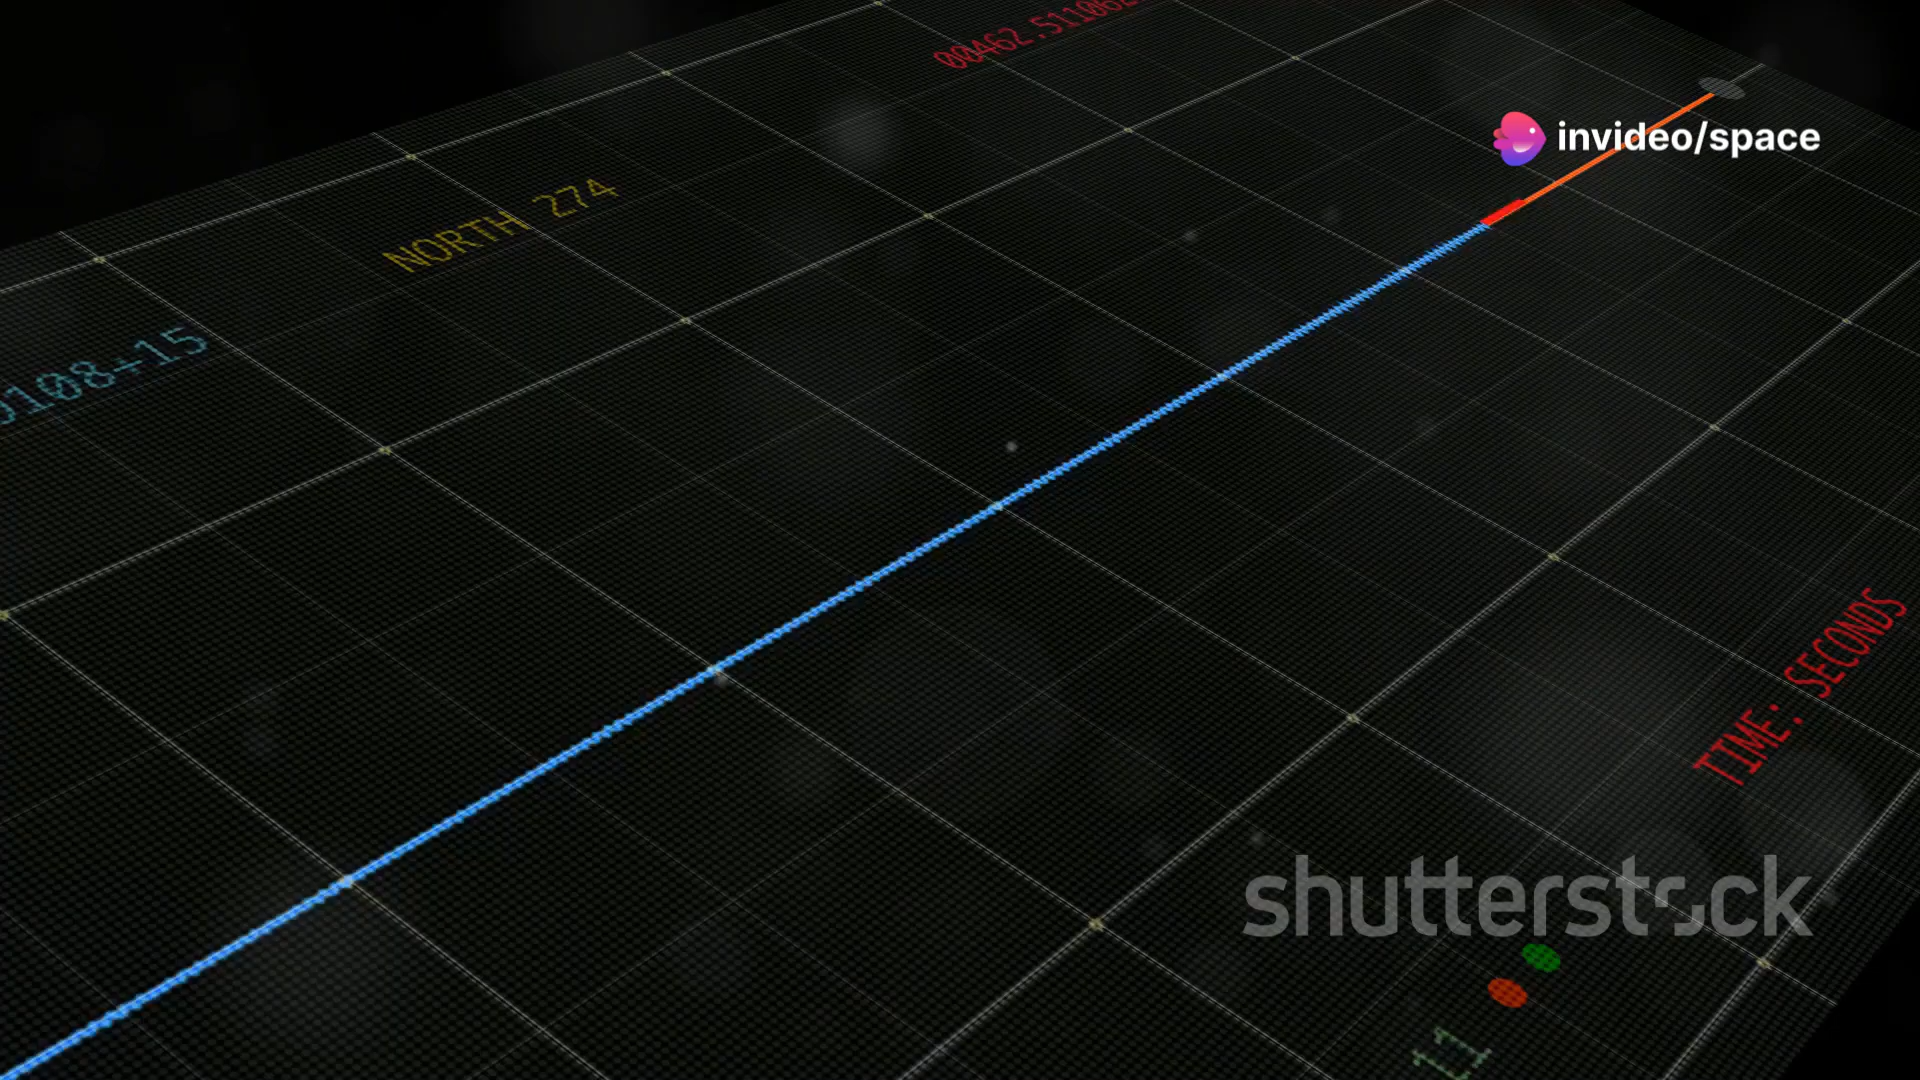 00462.511062
invideo/space
NORTH 274
0108+15
TIME: SECONDS
shutterstock